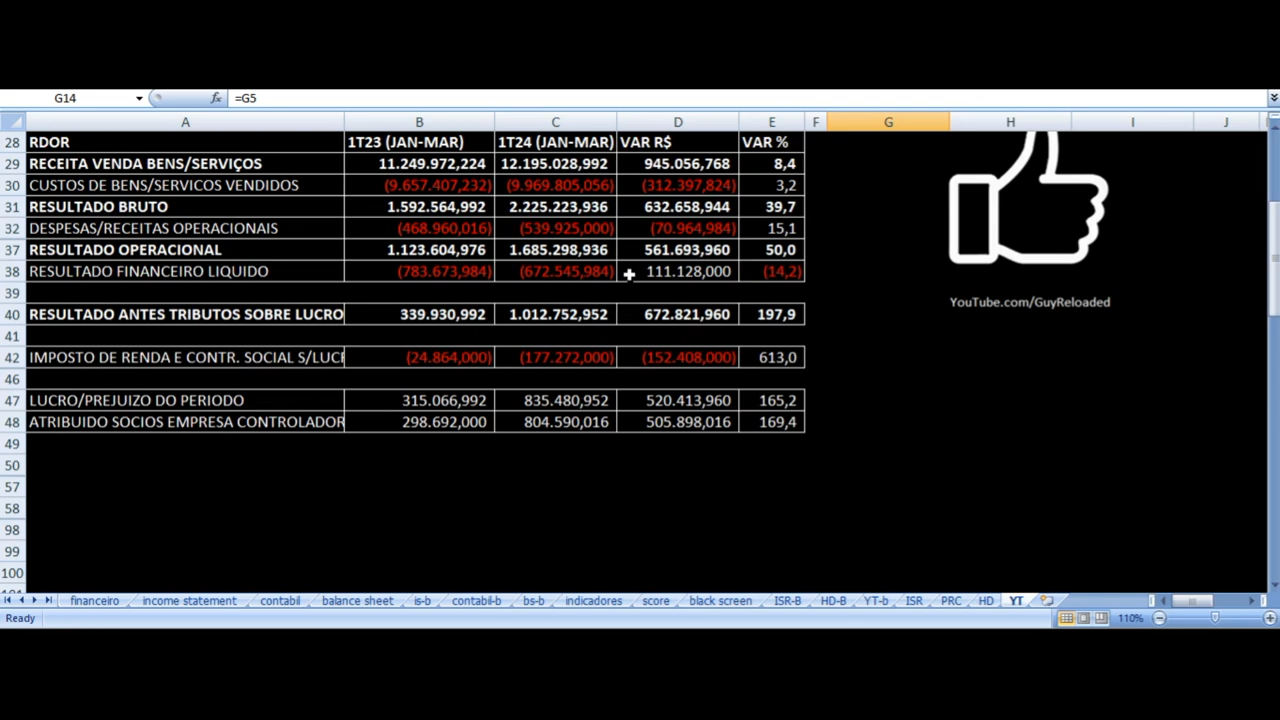 G14 fx =G5
A B C D E F G H I J
28 RDOR 1T23 (JAN-MAR) 1T24 (JAN-MAR) VAR R$ VAR %
29 RECEITA VENDA BENS/SERVIÇOS 11.249.972,224 12.195.028,992 945.056,768 8,4
30 CUSTOS DE BENS/SERVICOS VENDIDOS (9.657.407,232) (9.969.805,056) (312.397,824) 3,2
31 RESULTADO BRUTO 1.592.564,992 2.225.223,936 632.658,944 39,7
32 DESPESAS/RECEITAS OPERACIONAIS (468.960,016) (539.925,000) (70.964,984) 15,1
37 RESULTADO OPERACIONAL 1.123.604,976 1.685.298,936 561.693,960 50,0
38 RESULTADO FINANCEIRO LIQUIDO (783.673,984) (672.545,984) 111.128,000 (14,2)
YouTube.com/GuyReloaded
39
40 RESULTADO ANTES TRIBUTOS SOBRE LUCRO 339.930,992 1.012.752,952 672.821,960 197,9
41
42 IMPOSTO DE RENDA E CONTR. SOCIAL S/LUCR (24.864,000) (177.272,000) (152.408,000) 613,0
46
47 LUCRO/PREJUIZO DO PERIODO 315.066,992 835.480,952 520.413,960 165,2
48 ATRIBUIDO SOCIOS EMPRESA CONTROLADOR 298.692,000 804.590,016 505.898,016 169,4
49
50
57
58
98
99
100
financeiro income statement contabil balance sheet is-b contabil-b bs-b indicadores score black screen ISR-B HD-B YT-b ISR PRC HD YT
Ready 110%